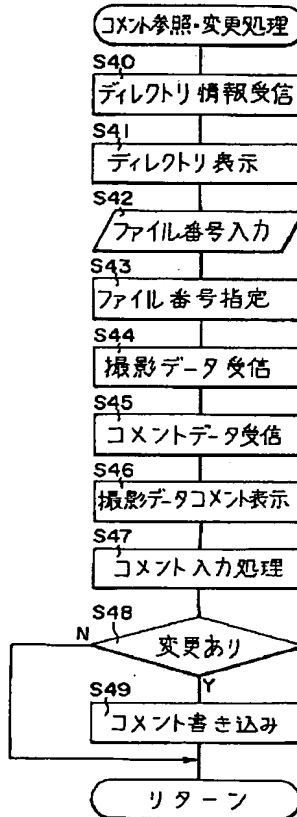 コメント参照・変更処理
S40
ディレクトリ情報受信
S41
ディレクトリ表示
S42
ファイル番号入力
S43
ファイル番号指定
S44
撮影データ受信
S45
コメントデータ受信
S46
撮影データコメント表示
S47
コメント入力処理
S48
N
変更あり
Y
S49
コメント書き込み
リターン